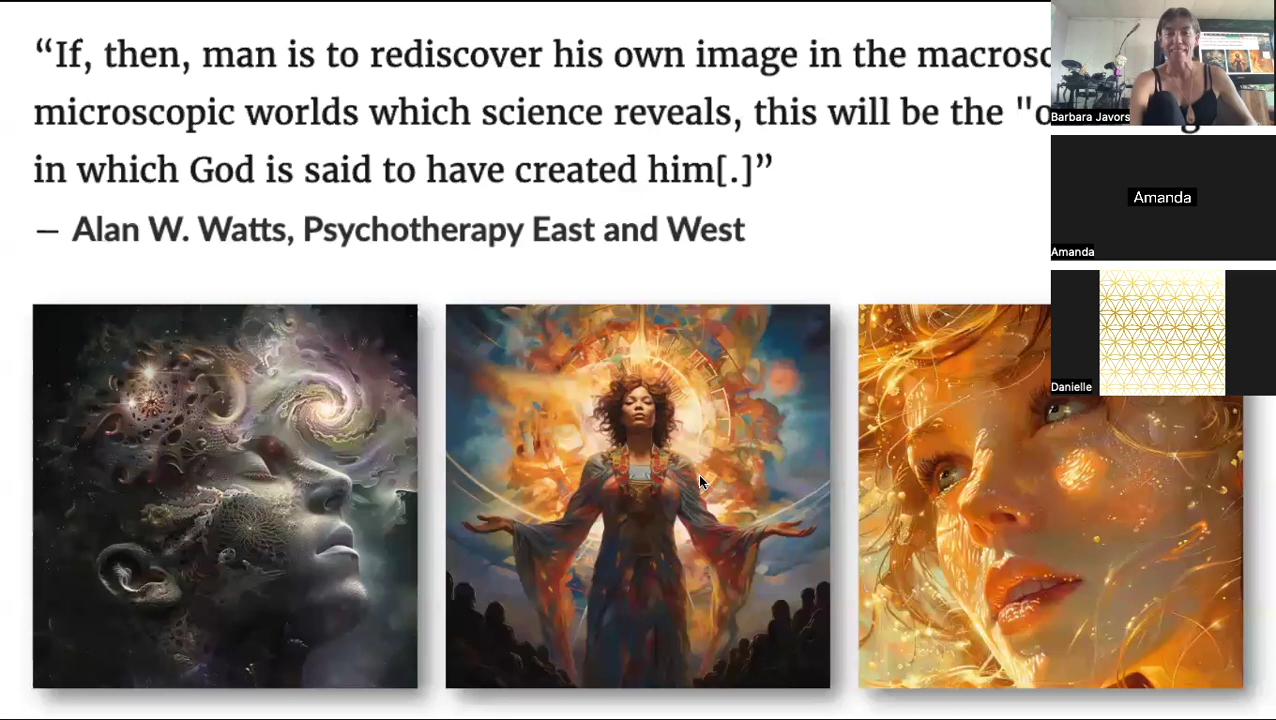 “If, then, man is to rediscover his own image in the
microscopic worlds which science reveals, this will be the
in which God is said to have created him[.]”
— Alan W. Watts, Psychotherapy East and West
Barbara Javors
Amanda
Amanda
Danielle